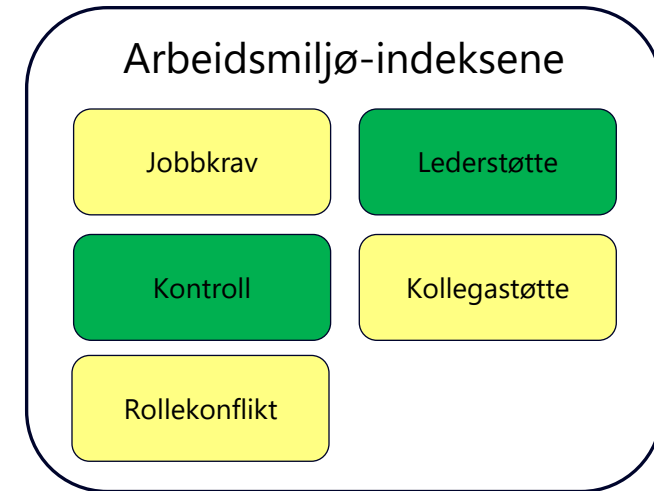 Arbeidsmiljø-indeksene
Jobbkrav
Lederstøtte
Kontroll
Kollegastøtte
Rollekonflikt